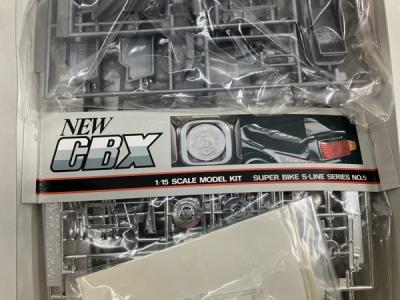 NEW
CBX
1/15 SCALE MODEL KIT SUPER BIKE S-LINE SERIES NO.5